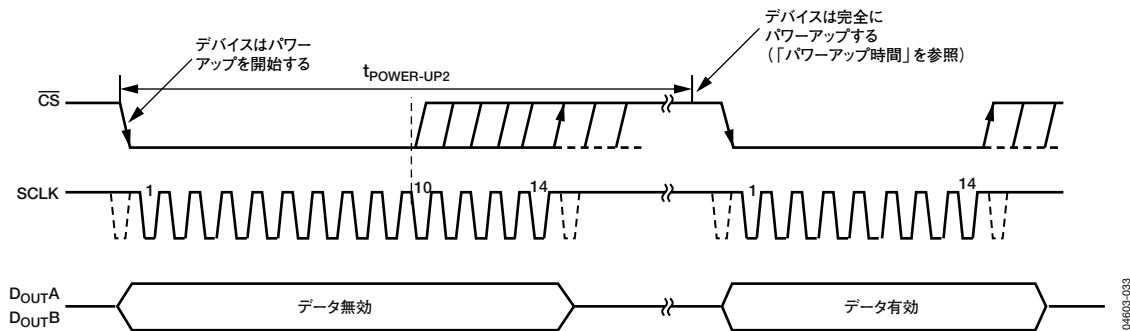 デバイスはパワー
アップを開始する
デバイスは完全に
パワーアップする
(「パワーアップ時間」を参照)
tPOWER-UP2
CS
SCLK
1
10
14
1
14
DOUTA
DOUTB
データ無効
データ有効
04603-033